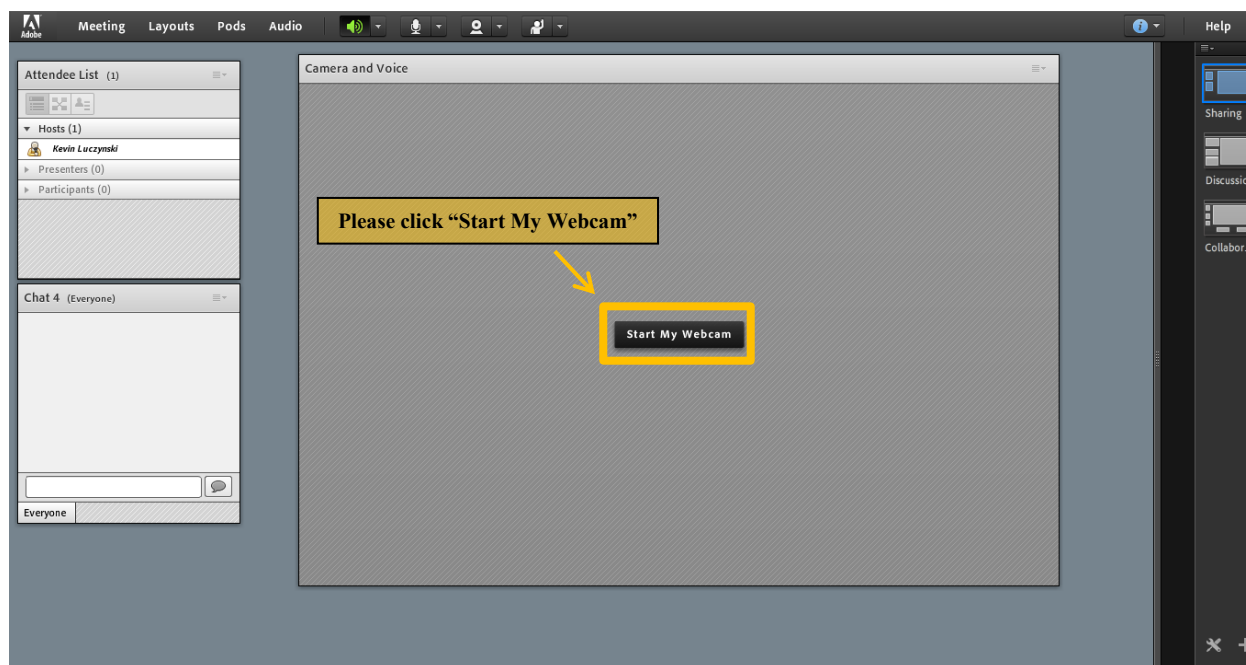 Adobe
Meeting Layouts Pods Audio
Help
Attendee List (1)
Hosts (1)
Kevin Luczynski
Presenters (0)
Participants (0)
Chat 4 (Everyone)
Everyone
Camera and Voice
Please click “Start My Webcam”
Start My Webcam
Sharing
Discussio
Collabor.